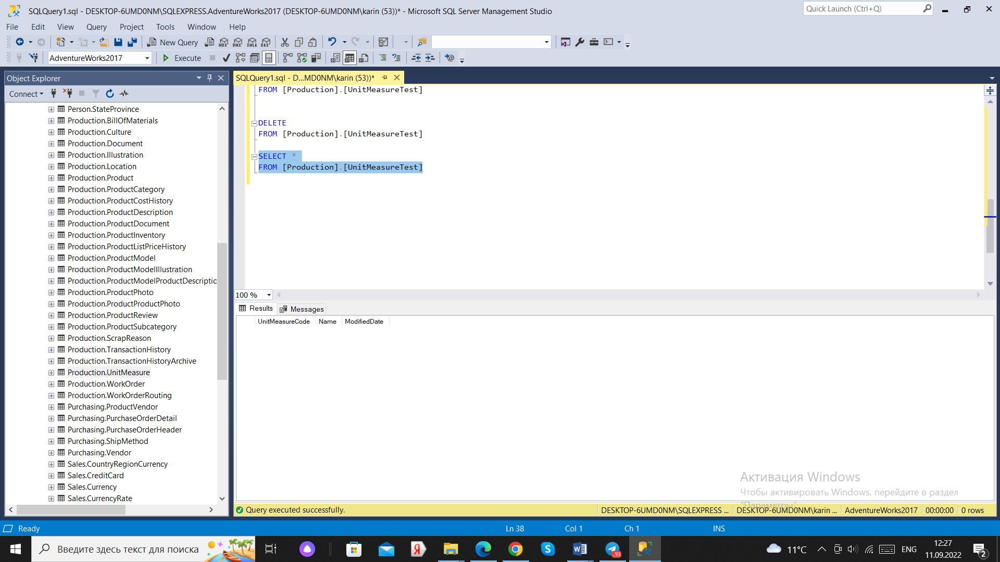 SQLQuery1.sql - DESKTOP-6UMD0NM\SQLEXPRESS.AdventureWorks2017 (DESKTOP-6UMD0NM\karin (53))* - Microsoft SQL Server Management Studio
Quick Launch (Ctrl+Q)
File Edit View Query Project Tools Window Help
New Query
MDX DMX XMLA DAX
AdventureWorks2017
Execute
Object Explorer
Connect
Person.StateProvince
Production.BillOfMaterials
Production.Culture
Production.Document
Production.Illustration
Production.Location
Production.Product
Production.ProductCategory
Production.ProductCostHistory
Production.ProductDescription
Production.ProductDocument
Production.ProductInventory
Production.ProductListPriceHistory
Production.ProductModel
Production.ProductModelIllustration
Production.ProductModelProductDescriptic
Production.ProductPhoto
Production.ProductProductPhoto
Production.ProductReview
Production.ProductSubcategory
Production.ScrapReason
Production.TransactionHistory
Production.TransactionHistoryArchive
Production.UnitMeasure
Production.WorkOrder
Production.WorkOrderRouting
Purchasing.ProductVendor
Purchasing.PurchaseOrderDetail
Purchasing.PurchaseOrderHeader
Purchasing.ShipMethod
Purchasing.Vendor
Sales.CountryRegionCurrency
Sales.CreditCard
Sales.Currency
Sales.CurrencyRate
SQLQuery1.sql - D...MD0NM\karin (53))*
FROM [Production].[UnitMeasureTest]
DELETE
FROM [Production].[UnitMeasureTest]
SELECT *
FROM [Production].[UnitMeasureTest]
100 %
Results Messages
UnitMeasureCode Name ModifiedDate
Активация Windows
Чтобы активировать Windows, перейдите в раздел
"Параметры"
Query executed successfully.
DESKTOP-6UMD0NM\SQLEXPRESS ... DESKTOP-6UMD0NM\karin ... AdventureWorks2017 00:00:00 0 rows
Ready Ln 38 Col 1 Ch 1 INS
Введите здесь текст для поиска
Я
S
W
93
11°C
ENG
12:27
11.09.2022
2